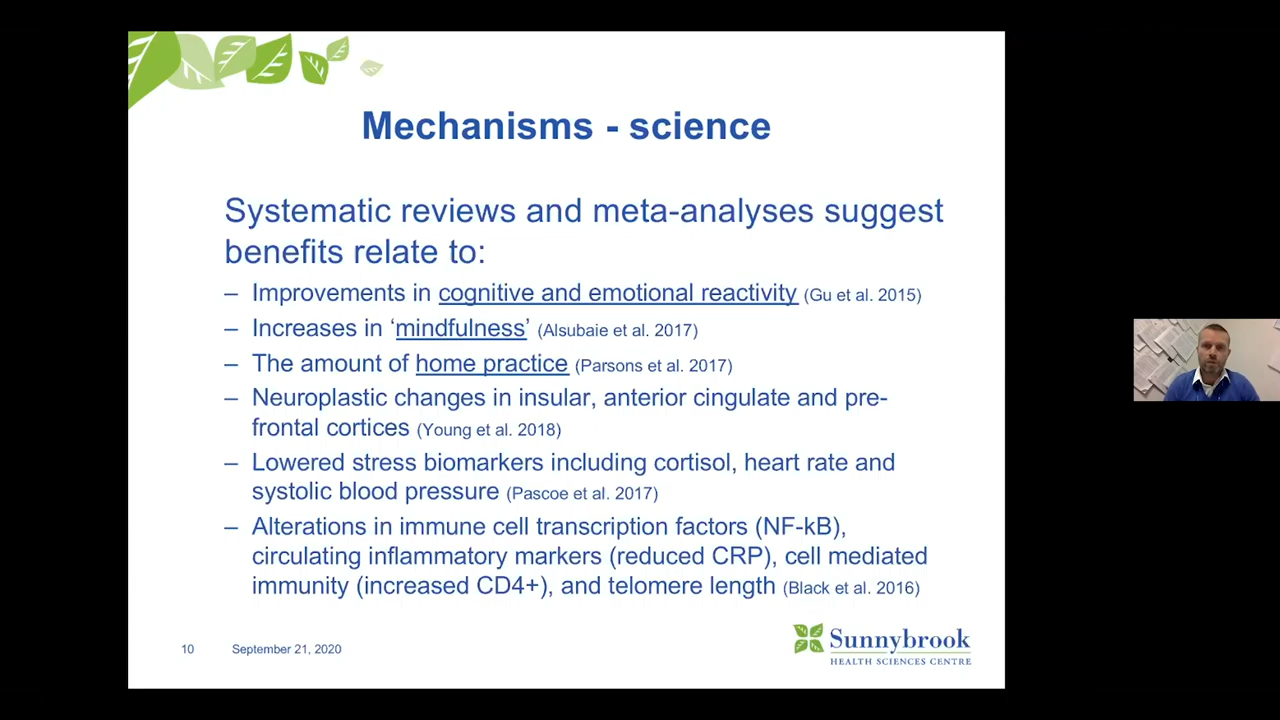 Mechanisms - science
Systematic reviews and meta-analyses suggest
benefits relate to:
– Improvements in cognitive and emotional reactivity (Gu et al. 2015)
– Increases in ‘mindfulness’ (Alsubaie et al. 2017)
– The amount of home practice (Parsons et al. 2017)
– Neuroplastic changes in insular, anterior cingulate and pre-
frontal cortices (Young et al. 2018)
– Lowered stress biomarkers including cortisol, heart rate and
systolic blood pressure (Pascoe et al. 2017)
– Alterations in immune cell transcription factors (NF-kB),
circulating inflammatory markers (reduced CRP), cell mediated
immunity (increased CD4+), and telomere length (Black et al. 2016)
10 September 21, 2020
Sunnybrook
HEALTH SCIENCES CENTRE